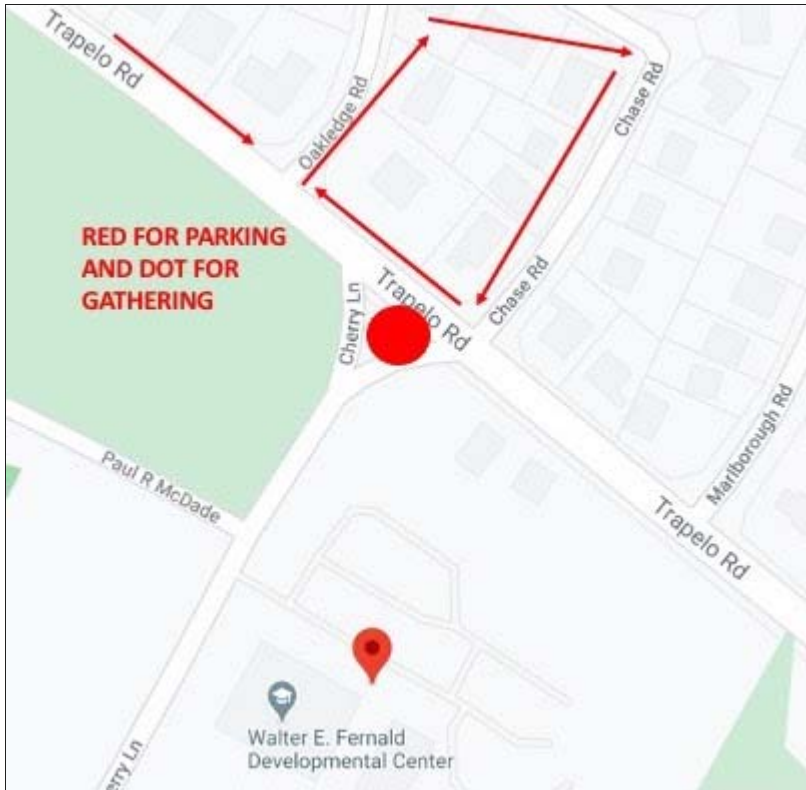 Trapelo Rd
Oakledge Rd
Chase Rd
RED FOR PARKING
AND DOT FOR
GATHERING
Cherry Ln
Trapelo Rd
Chase Rd
Marlborough Rd
Paul R McDade
Trapelo Rd
Walter E. Fernald
Developmental Center
erry Ln